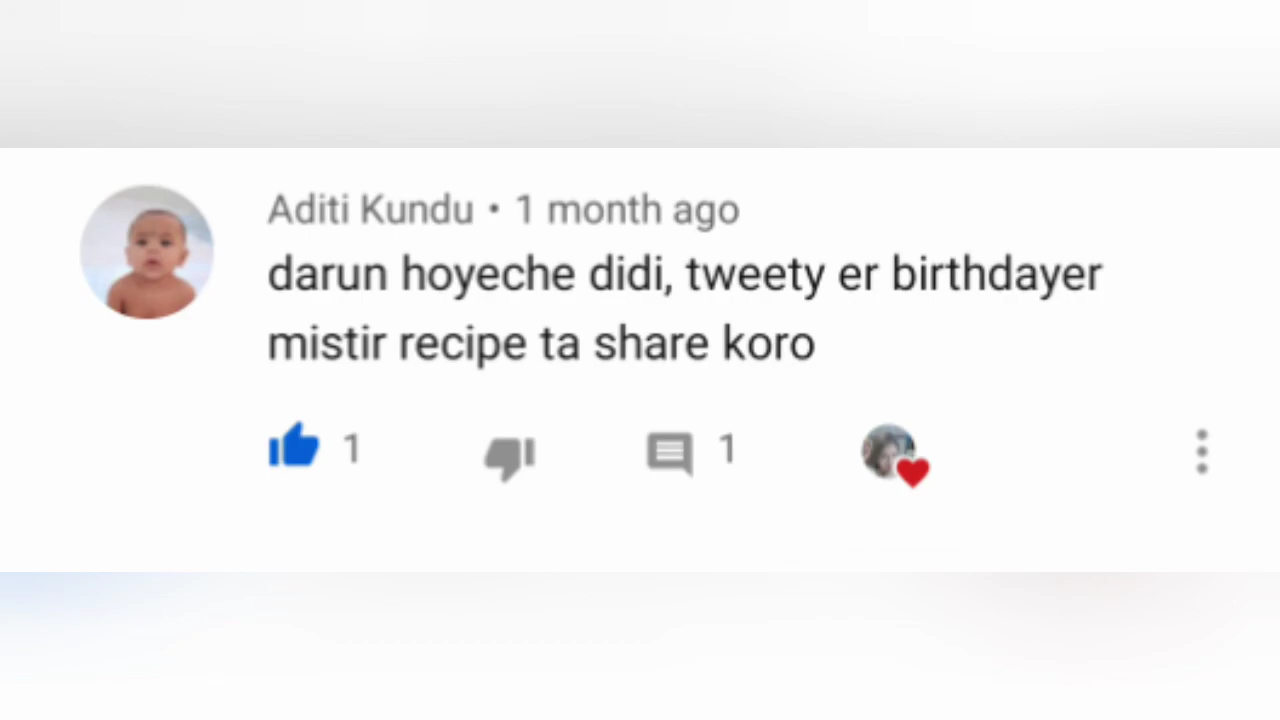 Aditi Kundu • 1 month ago
darun hoyeche didi, tweety er birthdayer
mistir recipe ta share koro
1 1